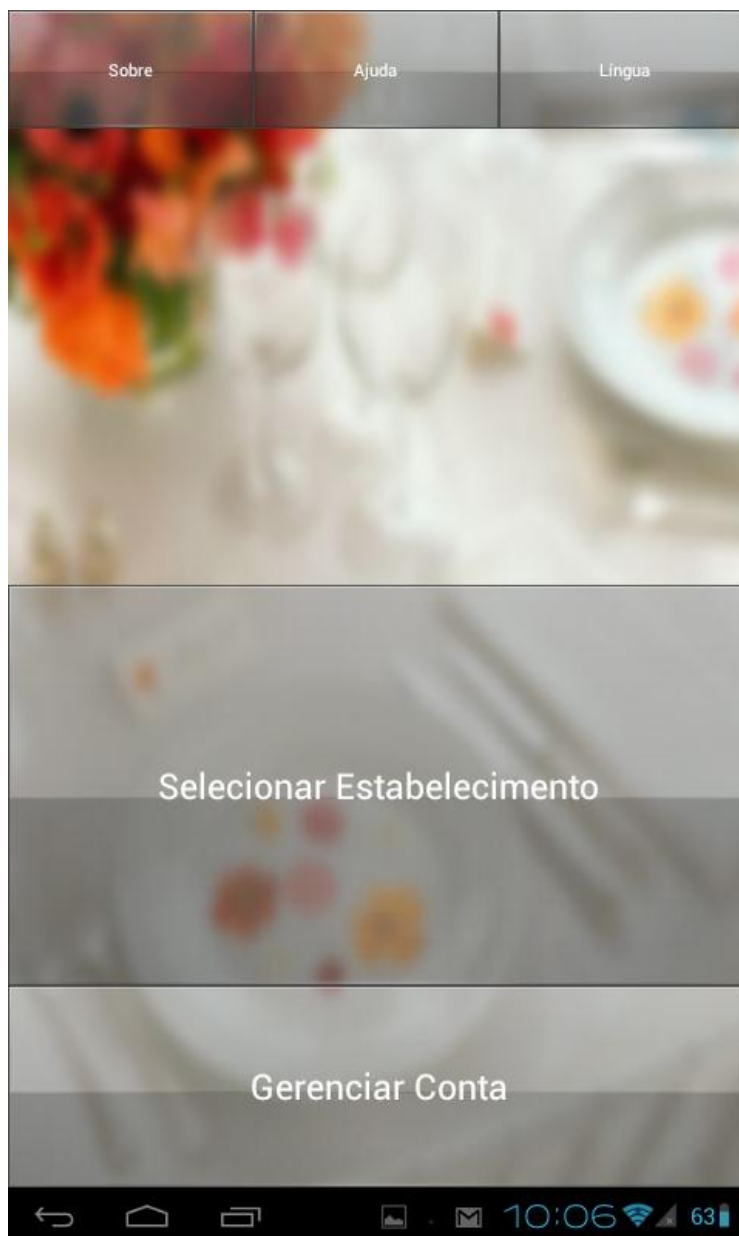 Sobre
Ajuda
Língua
Selecionar Estabelecimento
Gerenciar Conta
10:06
63